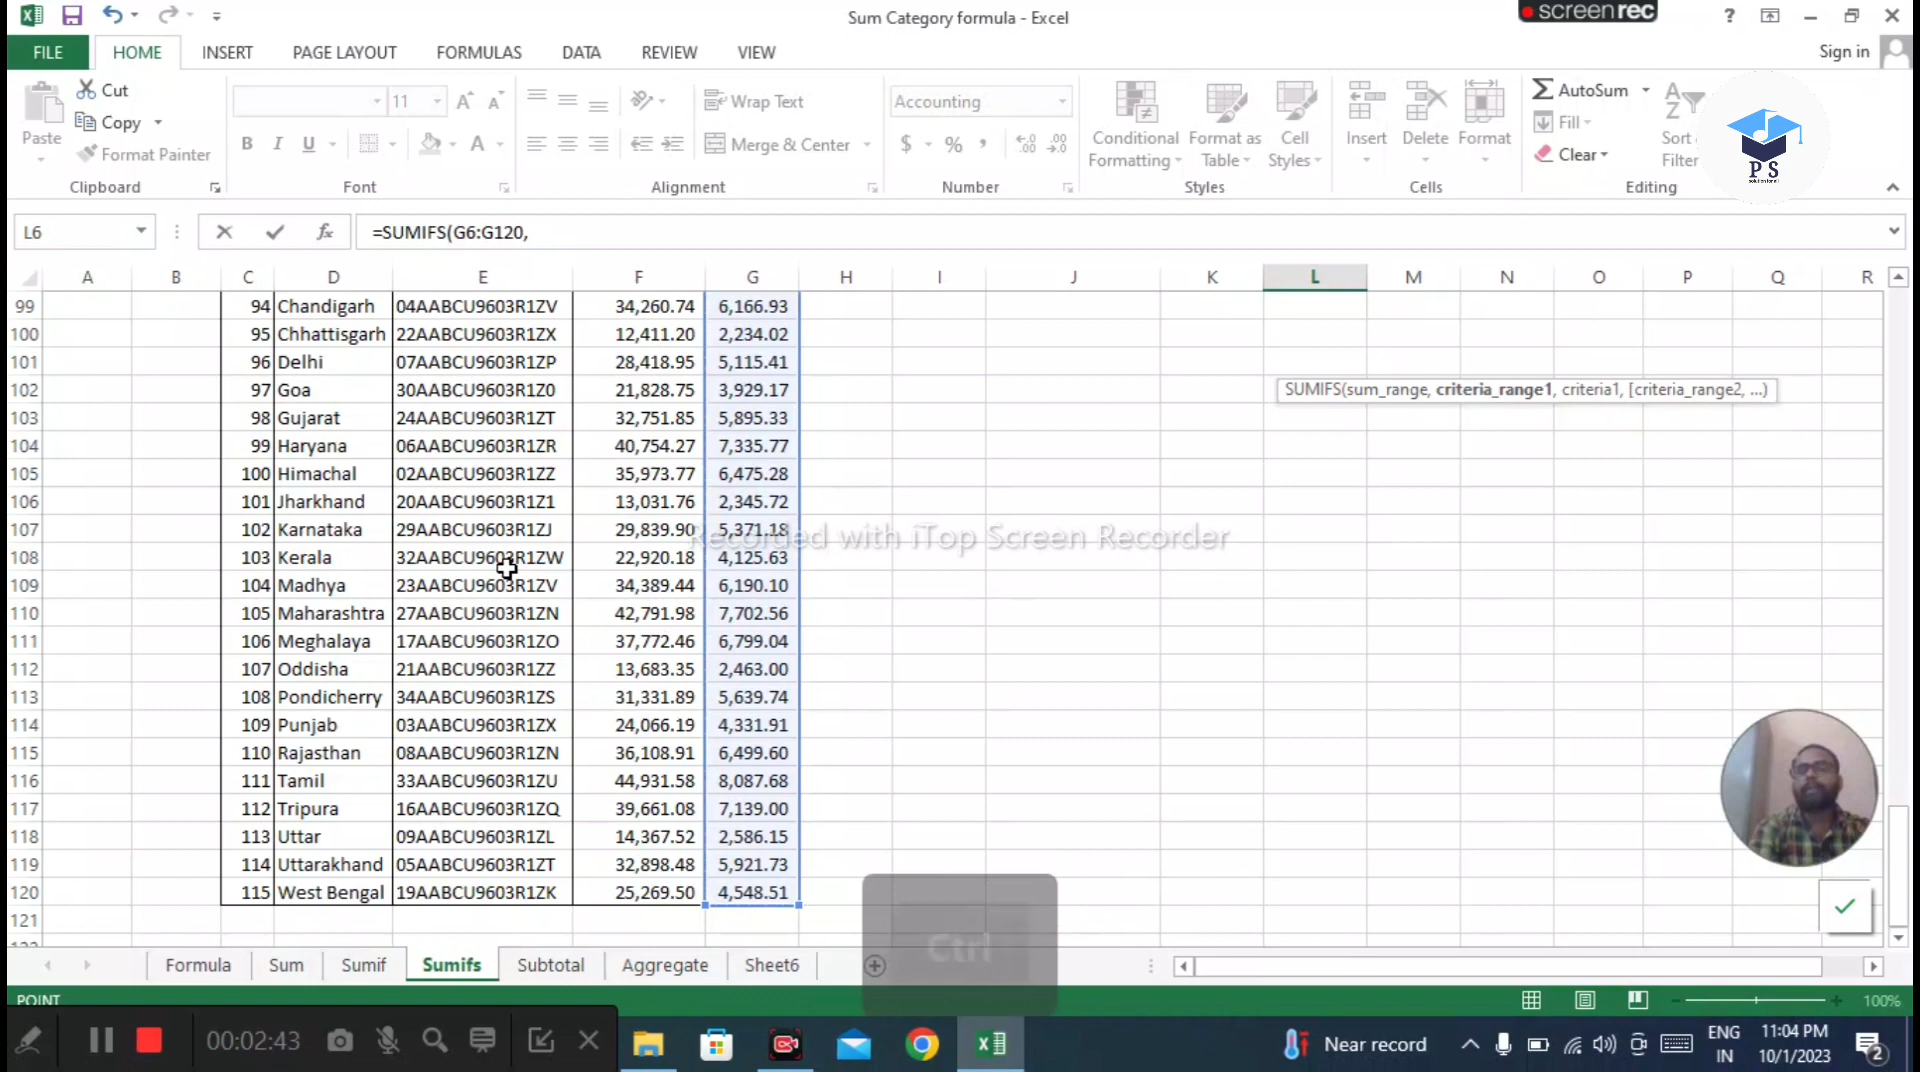 Sum Category formula - Excel
screenrec
?
FILE HOME INSERT PAGE LAYOUT FORMULAS DATA REVIEW VIEW Sign in
Paste Cut Copy Format Painter
11
B I U A A A
Wrap Text
Merge & Center
Accounting
$ % ,
Conditional Formatting Format as Table Cell Styles
Insert Delete Format
AutoSum
Fill
Clear
Sort
Filter
P S
solution for all
Clipboard Font Alignment Number Styles Cells Editing
L6 fx =SUMIFS(G6:G120,
A B C D E F G H I J K L M N O P Q R
99 94 Chandigarh 04AABCU9603R1ZV 34,260.74 6,166.93
100 95 Chhattisgarh 22AABCU9603R1ZX 12,411.20 2,234.02
101 96 Delhi 07AABCU9603R1ZP 28,418.95 5,115.41
102 97 Goa 30AABCU9603R1Z0 21,828.75 3,929.17
SUMIFS(sum_range, criteria_range1, criteria1, [criteria_range2, ...)
103 98 Gujarat 24AABCU9603R1ZT 32,751.85 5,895.33
104 99 Haryana 06AABCU9603R1ZR 40,754.27 7,335.77
105 100 Himachal 02AABCU9603R1ZZ 35,973.77 6,475.28
106 101 Jharkhand 20AABCU9603R1Z1 13,031.76 2,345.72
107 102 Karnataka 29AABCU9603R1ZJ 29,839.90 5,371.18
Recorded with iTop Screen Recorder
108 103 Kerala 32AABCU9603R1ZW 22,920.18 4,125.63
109 104 Madhya 23AABCU9603R1ZV 34,389.44 6,190.10
110 105 Maharashtra 27AABCU9603R1ZN 42,791.98 7,702.56
111 106 Meghalaya 17AABCU9603R1ZO 37,772.46 6,799.04
112 107 Oddisha 21AABCU9603R1ZZ 13,683.35 2,463.00
113 108 Pondicherry 34AABCU9603R1ZS 31,331.89 5,639.74
114 109 Punjab 03AABCU9603R1ZX 24,066.19 4,331.91
115 110 Rajasthan 08AABCU9603R1ZN 36,108.91 6,499.60
116 111 Tamil 33AABCU9603R1ZU 44,931.58 8,087.68
117 112 Tripura 16AABCU9603R1ZQ 39,661.08 7,139.00
118 113 Uttar 09AABCU9603R1ZL 14,367.52 2,586.15
119 114 Uttarakhand 05AABCU9603R1ZT 32,898.48 5,921.73
120 115 West Bengal 19AABCU9603R1ZK 25,269.50 4,548.51
121
Ctrl
Formula Sum Sumif Sumifs Subtotal Aggregate Sheet6
POINT 100%
00:02:43
Near record
ENG
IN
11:04 PM
10/1/2023
2